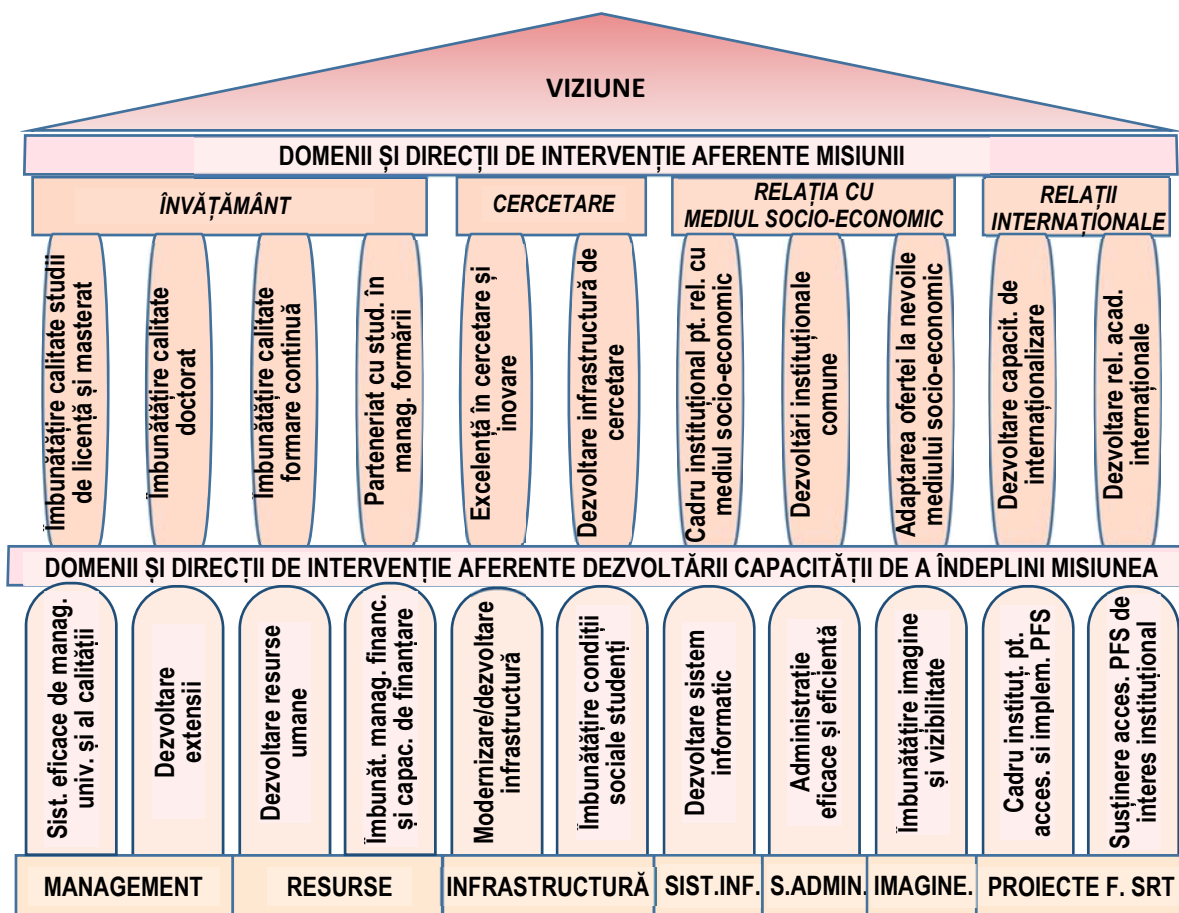 VIZIUNE
DOMENII ȘI DIRECȚII DE INTERVENȚIE AFERENTE MISIUNII
ÎNVĂȚĂMÂNT
CERCETARE
RELAȚIA CU
MEDIUL SOCIO-ECONOMIC
RELAȚII
INTERNAȚIONALE
Îmbunătățire calitate studii
de licență și masterat
Îmbunătățire calitate
doctorat
Îmbunătățire calitate
formare continuă
Parteneriat cu stud. în
manag. formării
Excelență în cercetare și
inovare
Dezvoltare infrastructură de
cercetare
Cadru instituțional pt. rel. cu
mediul socio-economic
Dezvoltări instituționale
comune
Adaptarea ofertei la nevoile
mediului socio-economic
Dezvoltare capacit. de
internaționalizare
Dezvoltare rel. acad.
internaționale
DOMENII ȘI DIRECȚII DE INTERVENȚIE AFERENTE DEZVOLTĂRII CAPACITĂȚII DE A ÎNDEPLINI MISIUNEA
Sist. eficace de manag.
univ. și al calității
Dezvoltare
extensii
Dezvoltare resurse
umane
Îmbunăt. manag. financ.
și capac. de finanțare
Modernizare/dezvoltare
infrastructură
Îmbunătățire condiții
sociale studenți
Dezvoltare sistem
informatic
Administrație
eficace și eficientă
Îmbunătățire imagine
și vizibilitate
Cadru instituț. pt.
acces. si implem. PFS
Susținere acces. PFS de
interes instituțional
MANAGEMENT
RESURSE
INFRASTRUCTURĂ
SIST.INF.
S.ADMIN.
IMAGINE.
PROIECTE F. SRT